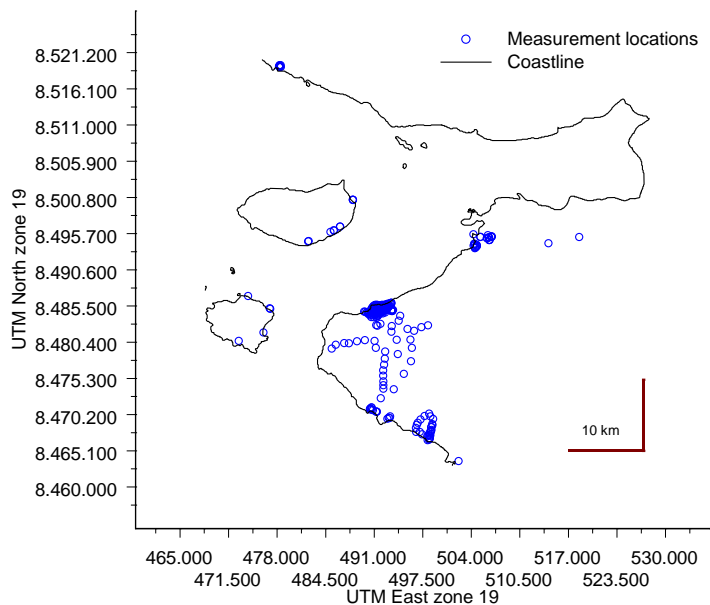 Measurement locations
Coastline
8.521.200
8.516.100
8.511.000
8.505.900
8.500.800
8.495.700
8.490.600
8.485.500
8.480.400
8.475.300
8.470.200
8.465.100
8.460.000
UTM North zone 19
10 km
465.000 478.000 491.000 504.000 517.000 530.000
471.500 484.500 497.500 510.500 523.500
UTM East zone 19